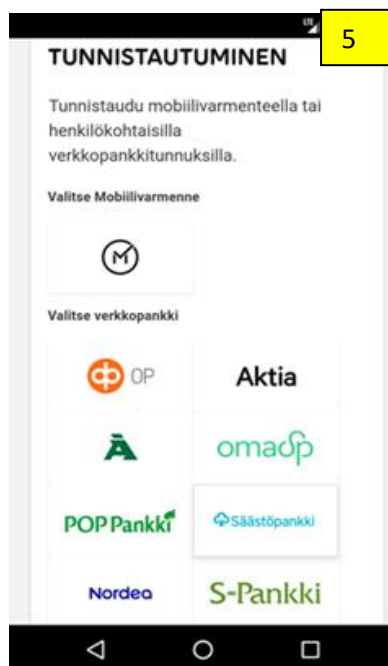 LTE
5
TUNNISTAUTUMINEN
Tunnistaudu mobiilivarmenteella tai
henkilökohtaisilla
verkkopankkitunnuksilla.
Valitse Mobiilivarmenne
M
Valitse verkkopankki
OP
Aktia
Å
omasp
POP Pankki
Säästöpankki
Nordea
S-Pankki